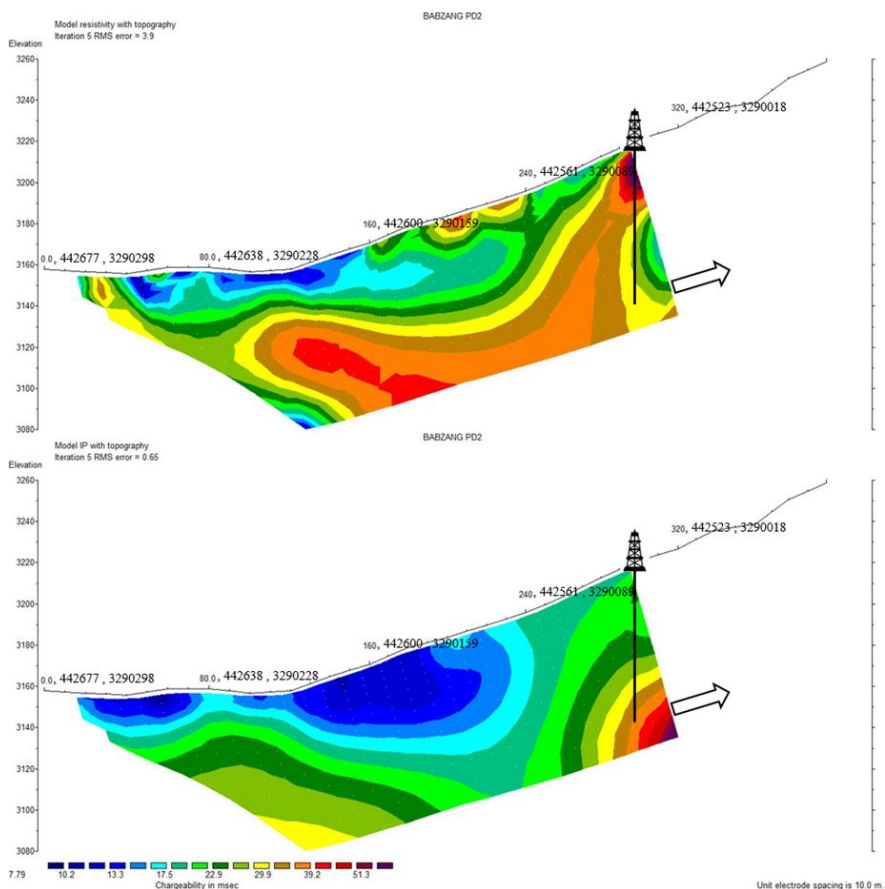 BABZANG PD2
Model resistivity with topography
Iteration 5 RMS error = 3.9
Elevation
3260
3240
320, 442523 ; 3290018
3220
3200
240, 442561 , 3290089
3180
160, 442600 , 3290159
0.0, 442677 , 3290298
80.0, 442638 , 3290228
3160
3140
3120
3100
3080
BABZANG PD2
Model IP with topography
Iteration 5 RMS error = 0.65
Elevation
3260
3240
320, 442523 ; 3290018
3220
3200
240, 442561 , 3290089
3180
160, 442600 , 3290159
0.0, 442677 , 3290298
80.0, 442638 , 3290228
3160
3140
3120
3100
3080
7.79 10.2 13.3 17.5 22.9 29.9 39.2 51.3
Chargeability in msec
Unit electrode spacing is 10.0 m.